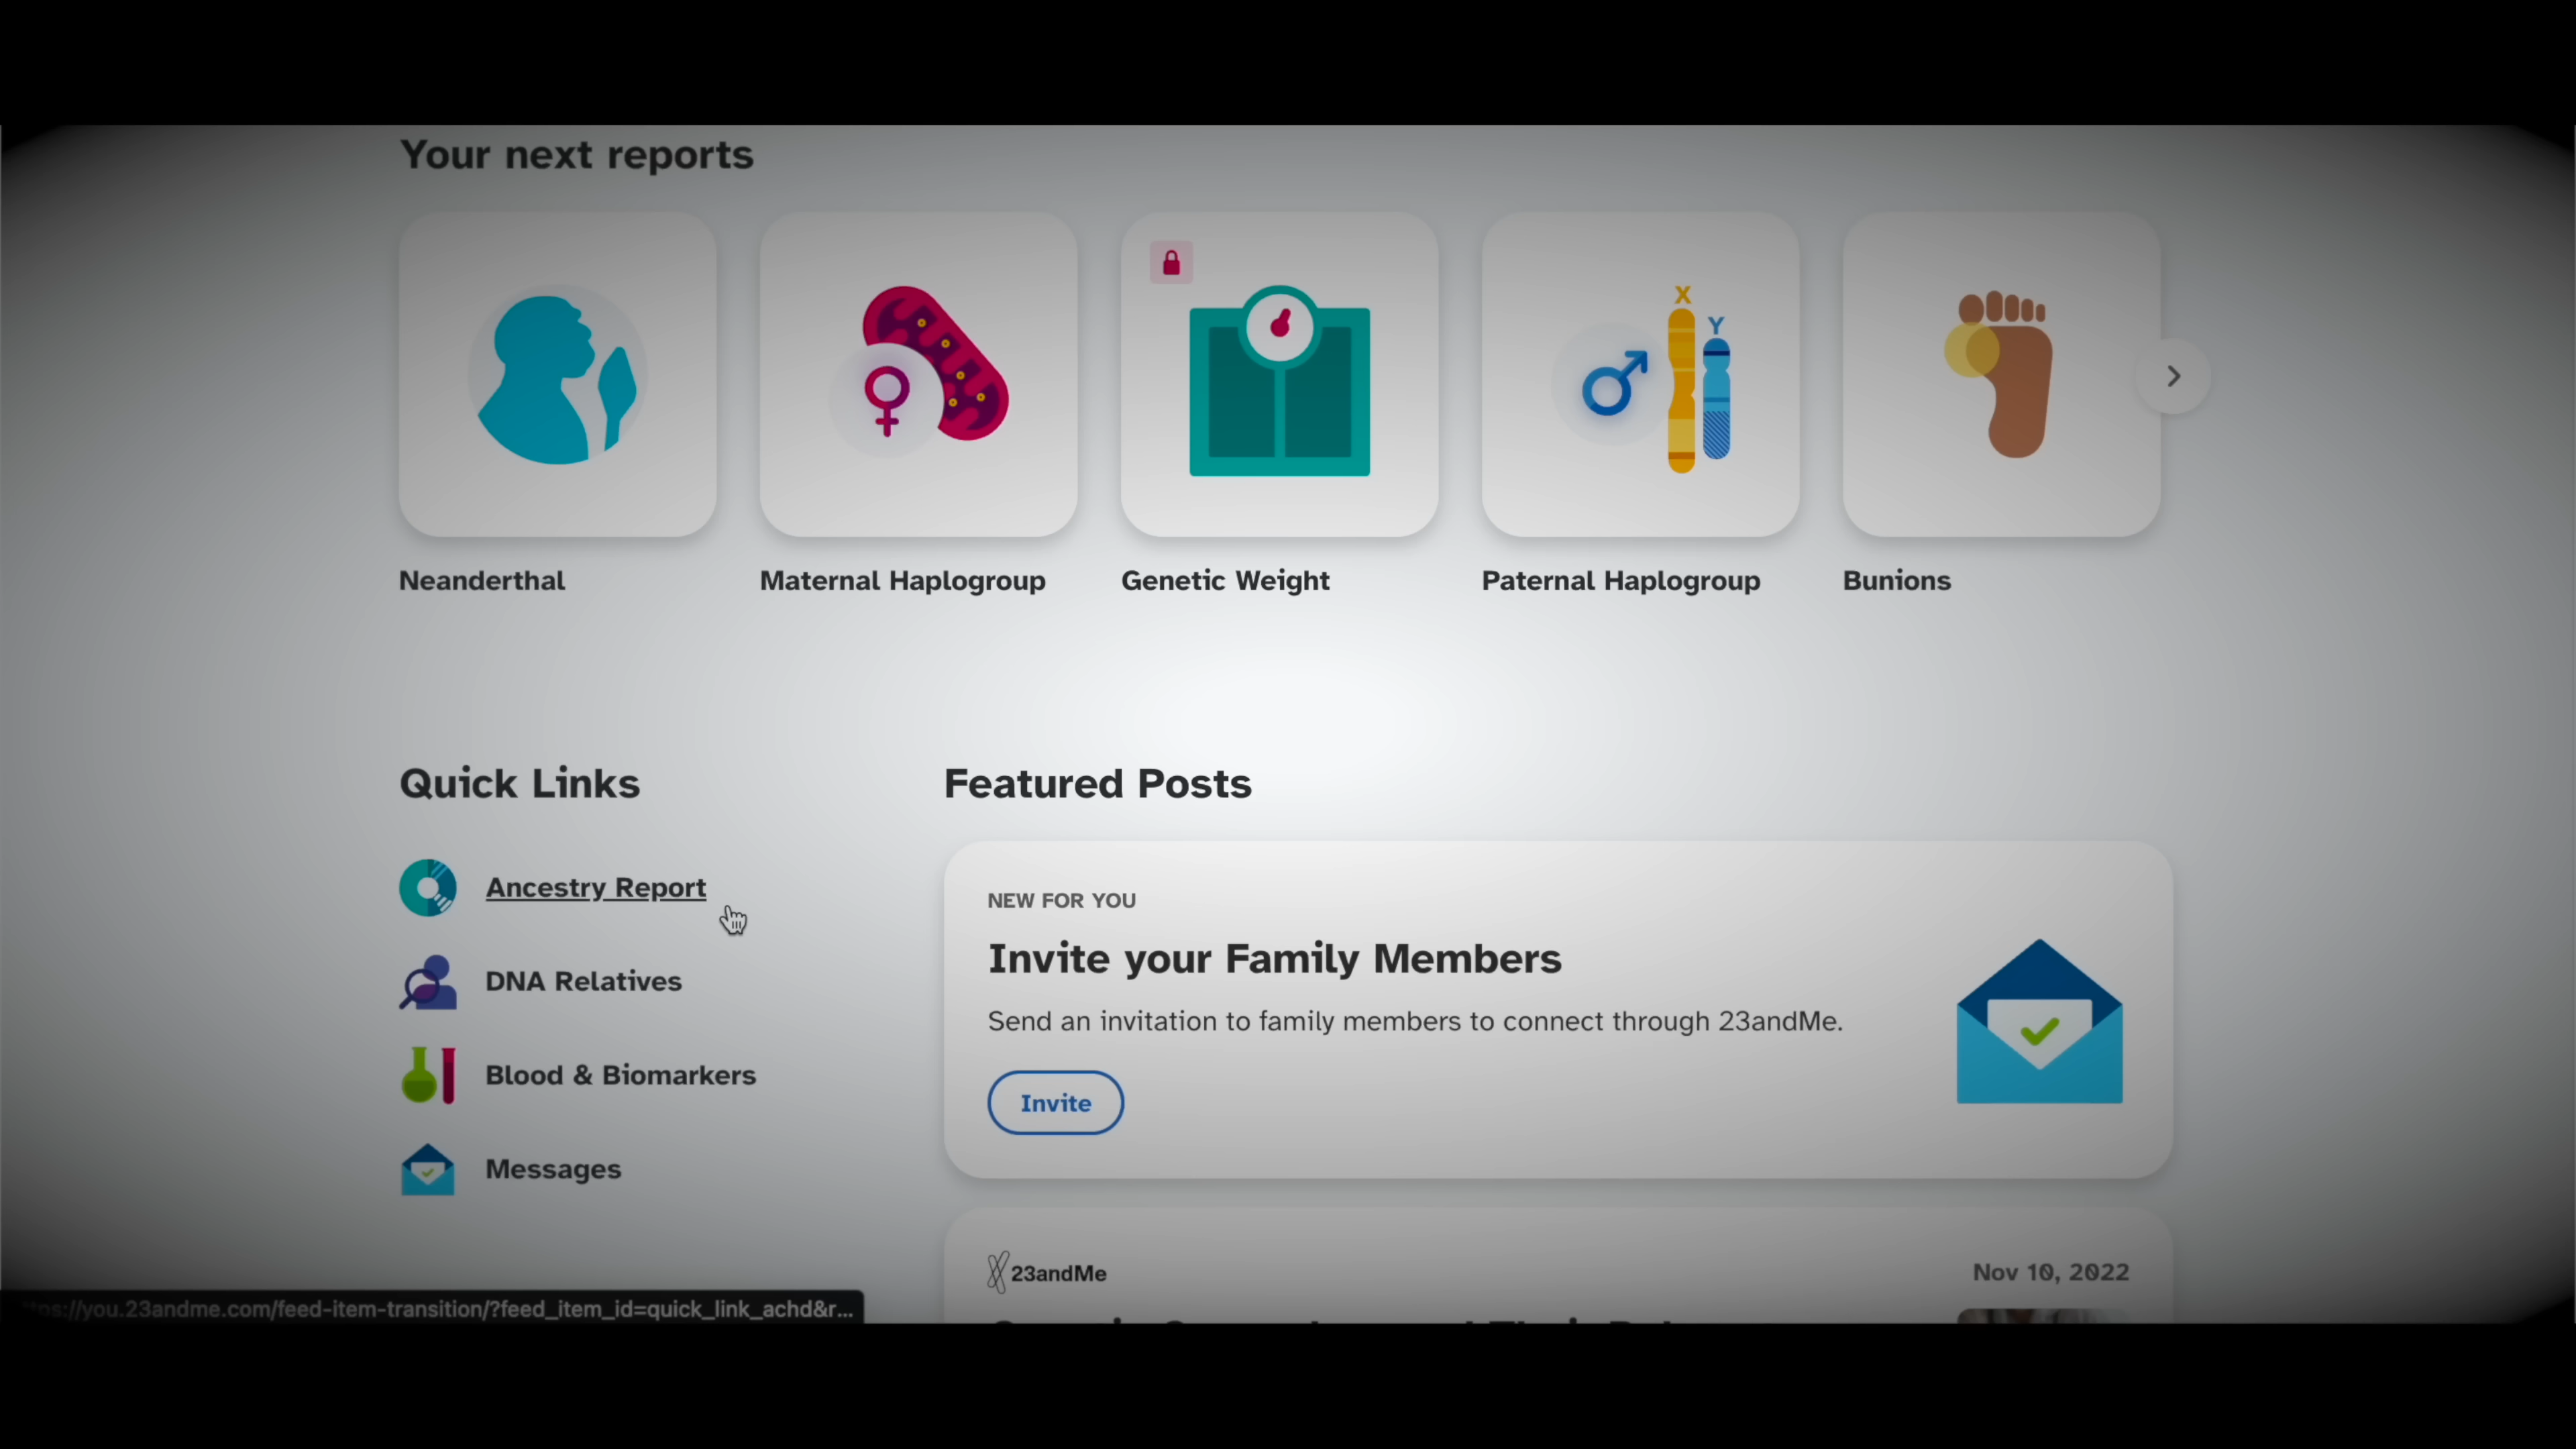 Your next reports
X
Y
Neanderthal
Maternal Haplogroup
Genetic Weight
Paternal Haplogroup
Bunions
Quick Links
Ancestry Report
DNA Relatives
Blood & Biomarkers
Messages
Featured Posts
NEW FOR YOU
Invite your Family Members
Send an invitation to family members to connect through 23andMe.
Invite
23andMe
Nov 10, 2022
://you.23andme.com/feed-item-transition/?feed_item_id=quick_link_achd&r...